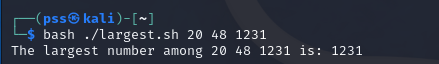 ┌──(pss㉿kali)-[~]
└─$ bash ./largest.sh 20 48 1231
The largest number among 20 48 1231 is: 1231